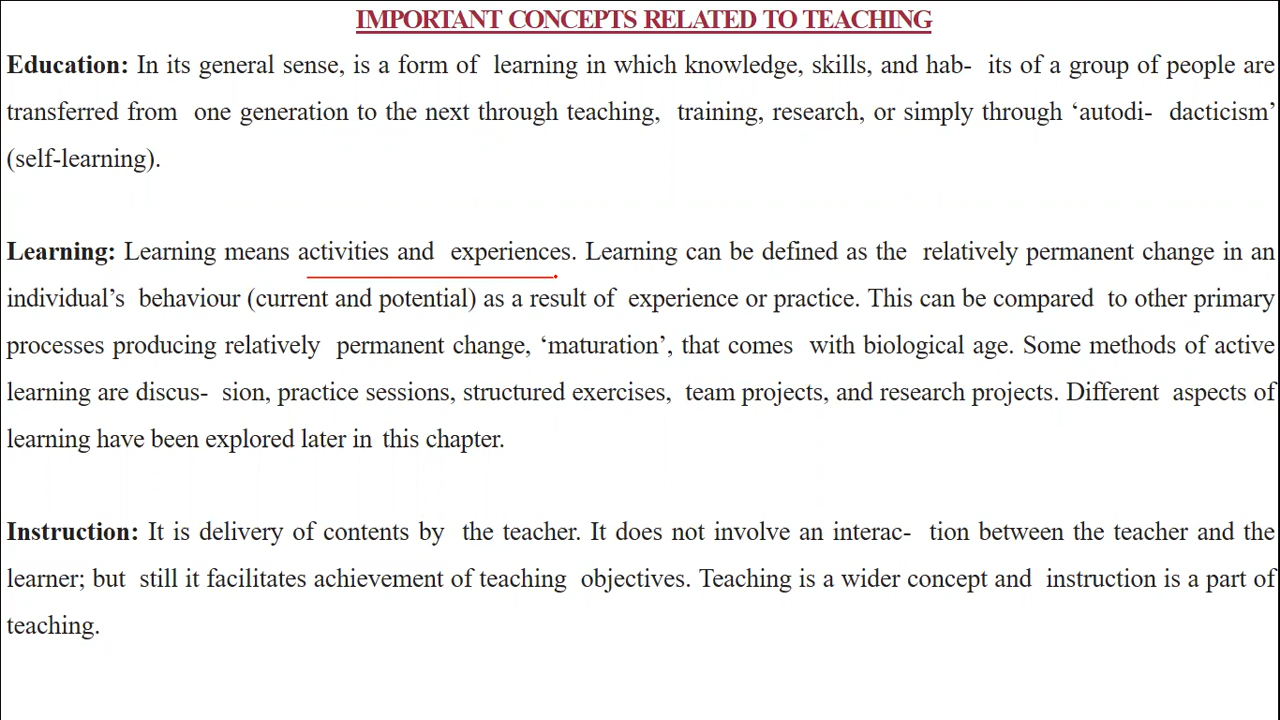 IMPORTANT CONCEPTS RELATED TO TEACHING
Education: In its general sense, is a form of learning in which knowledge, skills, and hab- its of a group of people are
transferred from one generation to the next through teaching, training, research, or simply through ‘autodi- dacticism’
(self-learning).
Learning: Learning means activities and experiences. Learning can be defined as the relatively permanent change in an
individual’s behaviour (current and potential) as a result of experience or practice. This can be compared to other primary
processes producing relatively permanent change, ‘maturation’, that comes with biological age. Some methods of active
learning are discus- sion, practice sessions, structured exercises, team projects, and research projects. Different aspects of
learning have been explored later in this chapter.
Instruction: It is delivery of contents by the teacher. It does not involve an interac- tion between the teacher and the
learner; but still it facilitates achievement of teaching objectives. Teaching is a wider concept and instruction is a part of
teaching.